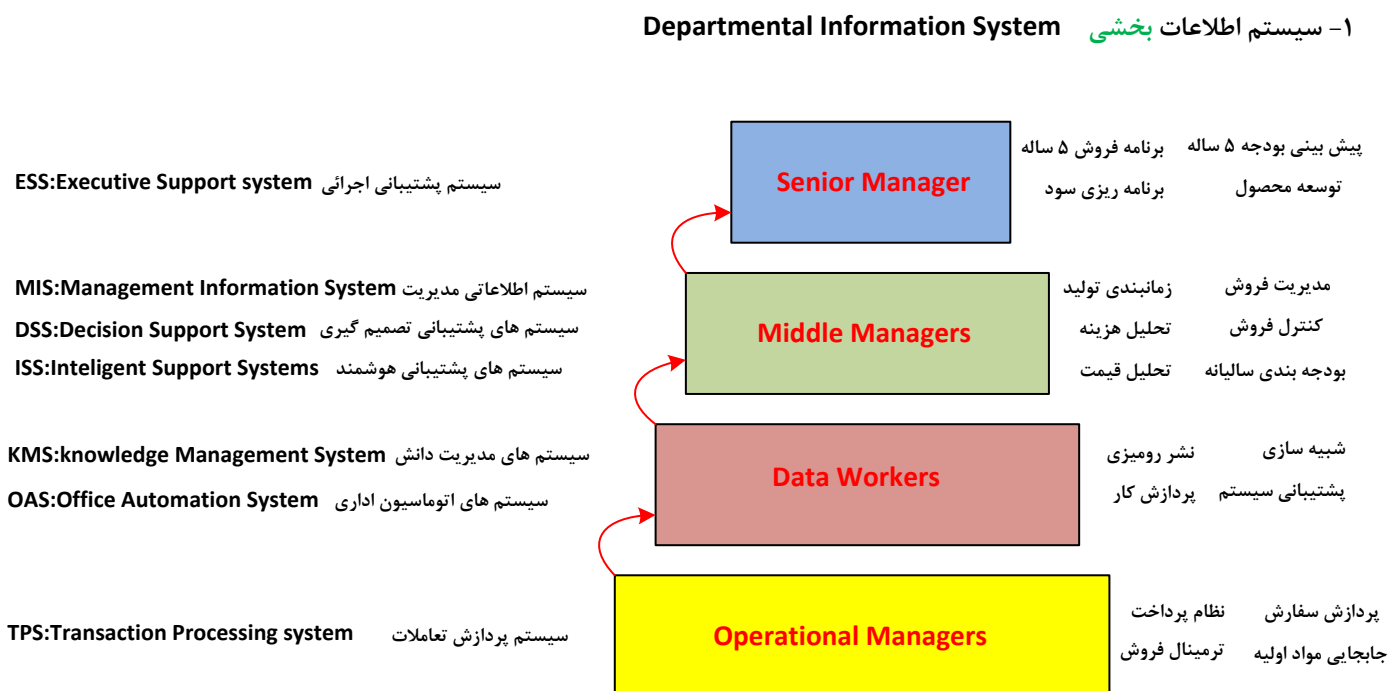 ۱- سیستم اطلاعات بخشی Departmental Information System
ESS:Executive Support system سیستم پشتیبانی اجرائی
Senior Manager
برنامه فروش ۵ ساله پیش بینی بودجه ۵ ساله
برنامه ریزی سود توسعه محصول
MIS:Management Information System سیستم اطلاعاتی مدیریت
DSS:Decision Support System سیستم های پشتیبانی تصمیم گیری
ISS:Inteligent Support Systems سیستم های پشتیبانی هوشمند
Middle Managers
زمانبندی تولید مدیریت فروش
تحلیل هزینه کنترل فروش
تحلیل قیمت بودجه بندی سالیانه
KMS:knowledge Management System سیستم های مدیریت دانش
OAS:Office Automation System سیستم های اتوماسیون اداری
Data Workers
نشر رومیزی شبیه سازی
پردازش کار پشتیبانی سیستم
TPS:Transaction Processing system سیستم پردازش تعاملات
Operational Managers
نظام پرداخت پردازش سفارش
ترمینال فروش جابجایی مواد اولیه